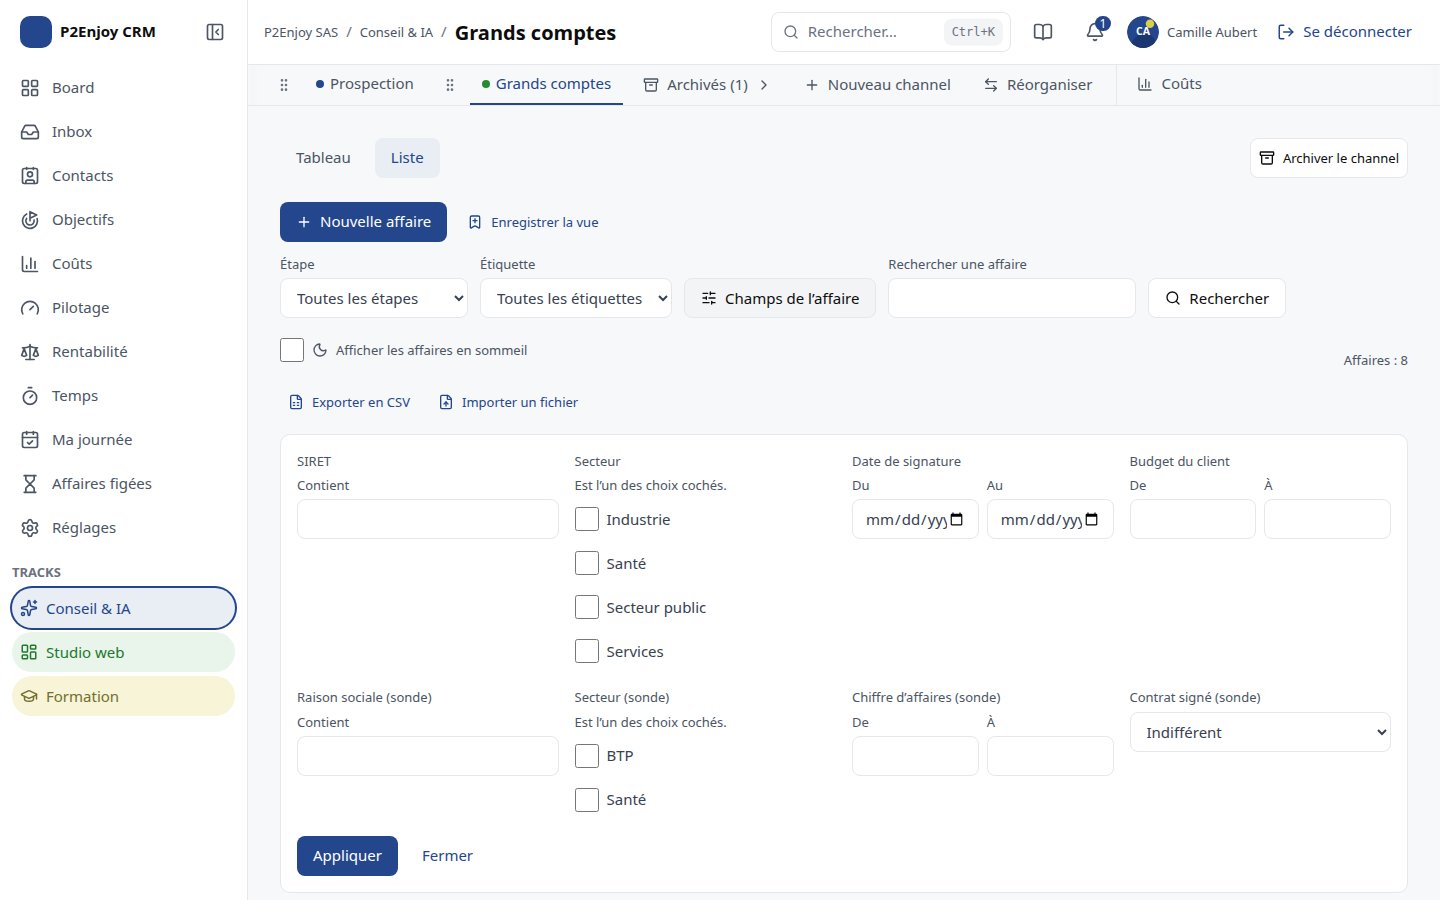 P2Enjoy CRM
Board
Inbox
Contacts
Objectifs
Coûts
Pilotage
Rentabilité
Temps
Ma journée
Affaires figées
Réglages
TRACKS
Conseil & IA
Studio web
Formation
P2Enjoy SAS / Conseil & IA / Grands comptes
Rechercher... Ctrl+K
1
CA
Camille Aubert
Se déconnecter
Prospection
Grands comptes
Archivés (1)
Nouveau channel
Réorganiser
Coûts
Tableau
Liste
Archiver le channel
Nouvelle affaire
Enregistrer la vue
Étape
Toutes les étapes
Étiquette
Toutes les étiquettes
Champs de l’affaire
Rechercher une affaire
Rechercher
Afficher les affaires en sommeil
Affaires : 8
Exporter en CSV
Importer un fichier
SIRET
Contient
Secteur
Est l’un des choix cochés.
Industrie
Santé
Secteur public
Services
Date de signature
Du
Au
mm/dd/yyy
mm/dd/yyy
Budget du client
De
À
Raison sociale (sonde)
Contient
Secteur (sonde)
Est l’un des choix cochés.
BTP
Santé
Chiffre d’affaires (sonde)
De
À
Contrat signé (sonde)
Indifférent
Appliquer
Fermer